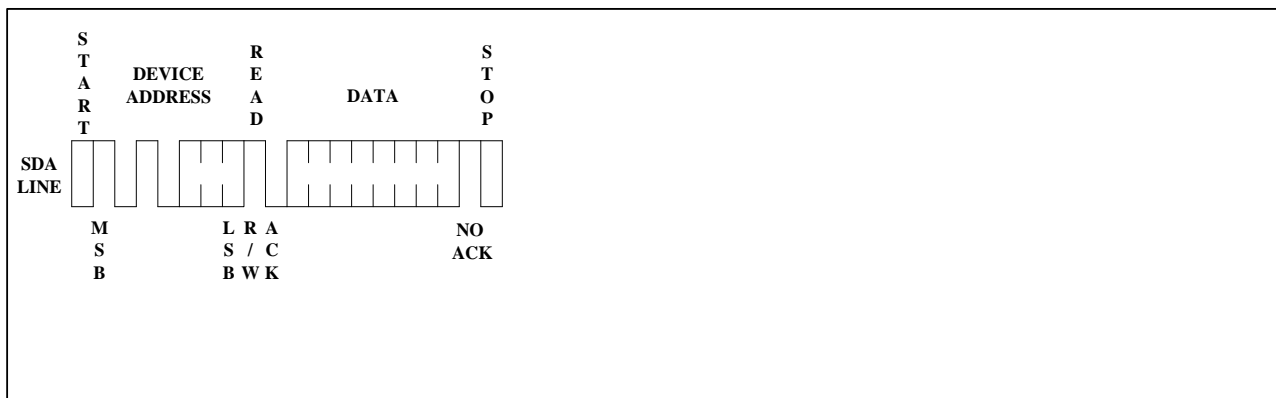 START
DEVICE
ADDRESS
READ
DATA
STOP
SDA
LINE
MSB
LSB
R/W
ACK
NO
ACK